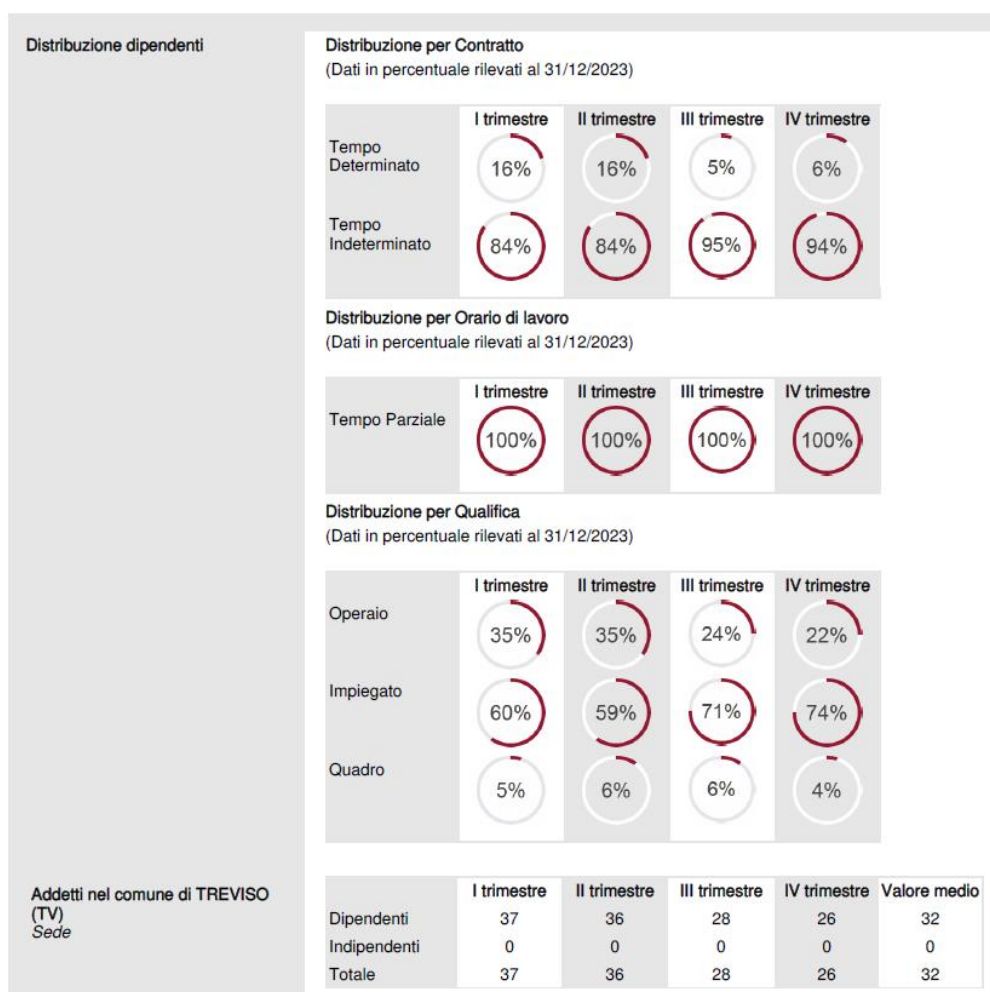 Distribuzione dipendenti
Distribuzione per Contratto
(Dati in percentuale rilevati al 31/12/2023)
I trimestre II trimestre III trimestre IV trimestre
Tempo
Determinato 16% 16% 5% 6%
Tempo
Indeterminato 84% 84% 95% 94%
Distribuzione per Orario di lavoro
(Dati in percentuale rilevati al 31/12/2023)
I trimestre II trimestre III trimestre IV trimestre
Tempo Parziale 100% 100% 100% 100%
Distribuzione per Qualifica
(Dati in percentuale rilevati al 31/12/2023)
I trimestre II trimestre III trimestre IV trimestre
Operaio 35% 35% 24% 22%
Impiegato 60% 59% 71% 74%
Quadro 5% 6% 6% 4%
Addetti nel comune di TREVISO
(TV)
Sede
I trimestre II trimestre III trimestre IV trimestre Valore medio
Dipendenti 37 36 28 26 32
Indipendenti 0 0 0 0 0
Totale 37 36 28 26 32